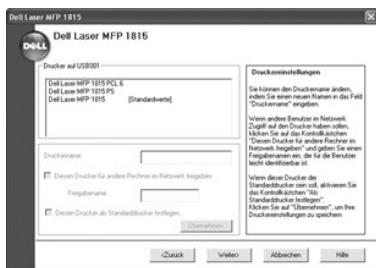 Dell Laser MFP 1815
DELL
Dell Laser MFP 1815
Drucker auf USB001
Dell Laser MFP 1815 PCL 6
Dell Laser MFP 1815 PS
Dell Laser MFP 1815 [Standardwerte]
Druckername:
Diesen Drucker für andere Rechner im Netzwerk freigeben
Freigabename:
Diesen Drucker als Standarddrucker festlegen.
Übernehmen
Druckereinstellungen
Sie können den Druckernamen ändern,
indem Sie einen neuen Namen in das Feld
"Druckername" eingeben.
Wenn andere Benutzer im Netzwerk
Zugriff auf den Drucker haben sollen,
klicken Sie auf das Kontrollkästchen
"Diesen Drucker für andere Rechner im
Netzwerk freigeben" und geben Sie einen
Freigabenamen ein, der für die Benutzer
leicht identifizierbar ist.
Wenn dieser Drucker der
Standarddrucker sein soll, aktivieren Sie
das Kontrollkästchen "Als
Standarddrucker festlegen".
Klicken Sie auf "Übernehmen", um Ihre
Druckereinstellungen zu speichern
<Zurück
Weiter>
Abbrechen
Hilfe